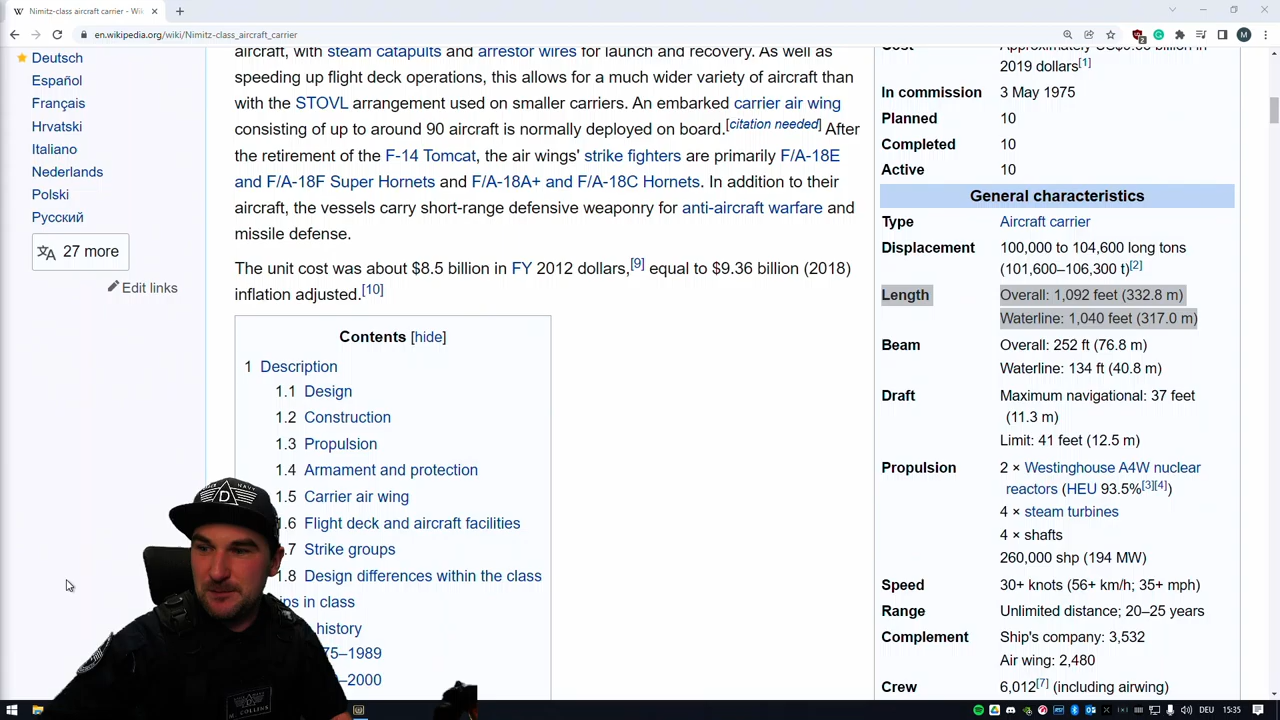 Nimitz-class aircraft carrier - Wi
en.wikipedia.org/wiki/Nimitz-class_aircraft_carrier
M
Deutsch
Español
Français
Hrvatski
Italiano
Nederlands
Polski
Русский
27 more
Edit links
aircraft, with steam catapults and arrestor wires for launch and recovery. As well as
speeding up flight deck operations, this allows for a much wider variety of aircraft than
with the STOVL arrangement used on smaller carriers. An embarked carrier air wing
consisting of up to around 90 aircraft is normally deployed on board.[citation needed] After
the retirement of the F-14 Tomcat, the air wings' strike fighters are primarily F/A-18E
and F/A-18F Super Hornets and F/A-18A+ and F/A-18C Hornets. In addition to their
aircraft, the vessels carry short-range defensive weaponry for anti-aircraft warfare and
missile defense.
The unit cost was about $8.5 billion in FY 2012 dollars,[9] equal to $9.36 billion (2018)
inflation adjusted.[10]
Contents [hide]
1 Description
1.1 Design
1.2 Construction
1.3 Propulsion
1.4 Armament and protection
1.5 Carrier air wing
1.6 Flight deck and aircraft facilities
.7 Strike groups
1.8 Design differences within the class
ips in class
history
75–1989
–2000
2019 dollars[1]
In commission 3 May 1975
Planned 10
Completed 10
Active 10
General characteristics
Type Aircraft carrier
Displacement 100,000 to 104,600 long tons
(101,600–106,300 t)[2]
Length Overall: 1,092 feet (332.8 m)
Waterline: 1,040 feet (317.0 m)
Beam Overall: 252 ft (76.8 m)
Waterline: 134 ft (40.8 m)
Draft Maximum navigational: 37 feet
(11.3 m)
Limit: 41 feet (12.5 m)
Propulsion 2 × Westinghouse A4W nuclear
reactors (HEU 93.5%[3][4])
4 × steam turbines
4 × shafts
260,000 shp (194 MW)
Speed 30+ knots (56+ km/h; 35+ mph)
Range Unlimited distance; 20–25 years
Complement Ship's company: 3,532
Air wing: 2,480
Crew 6,012[7] (including airwing)
D
M. COLLINS
DEU 15:35